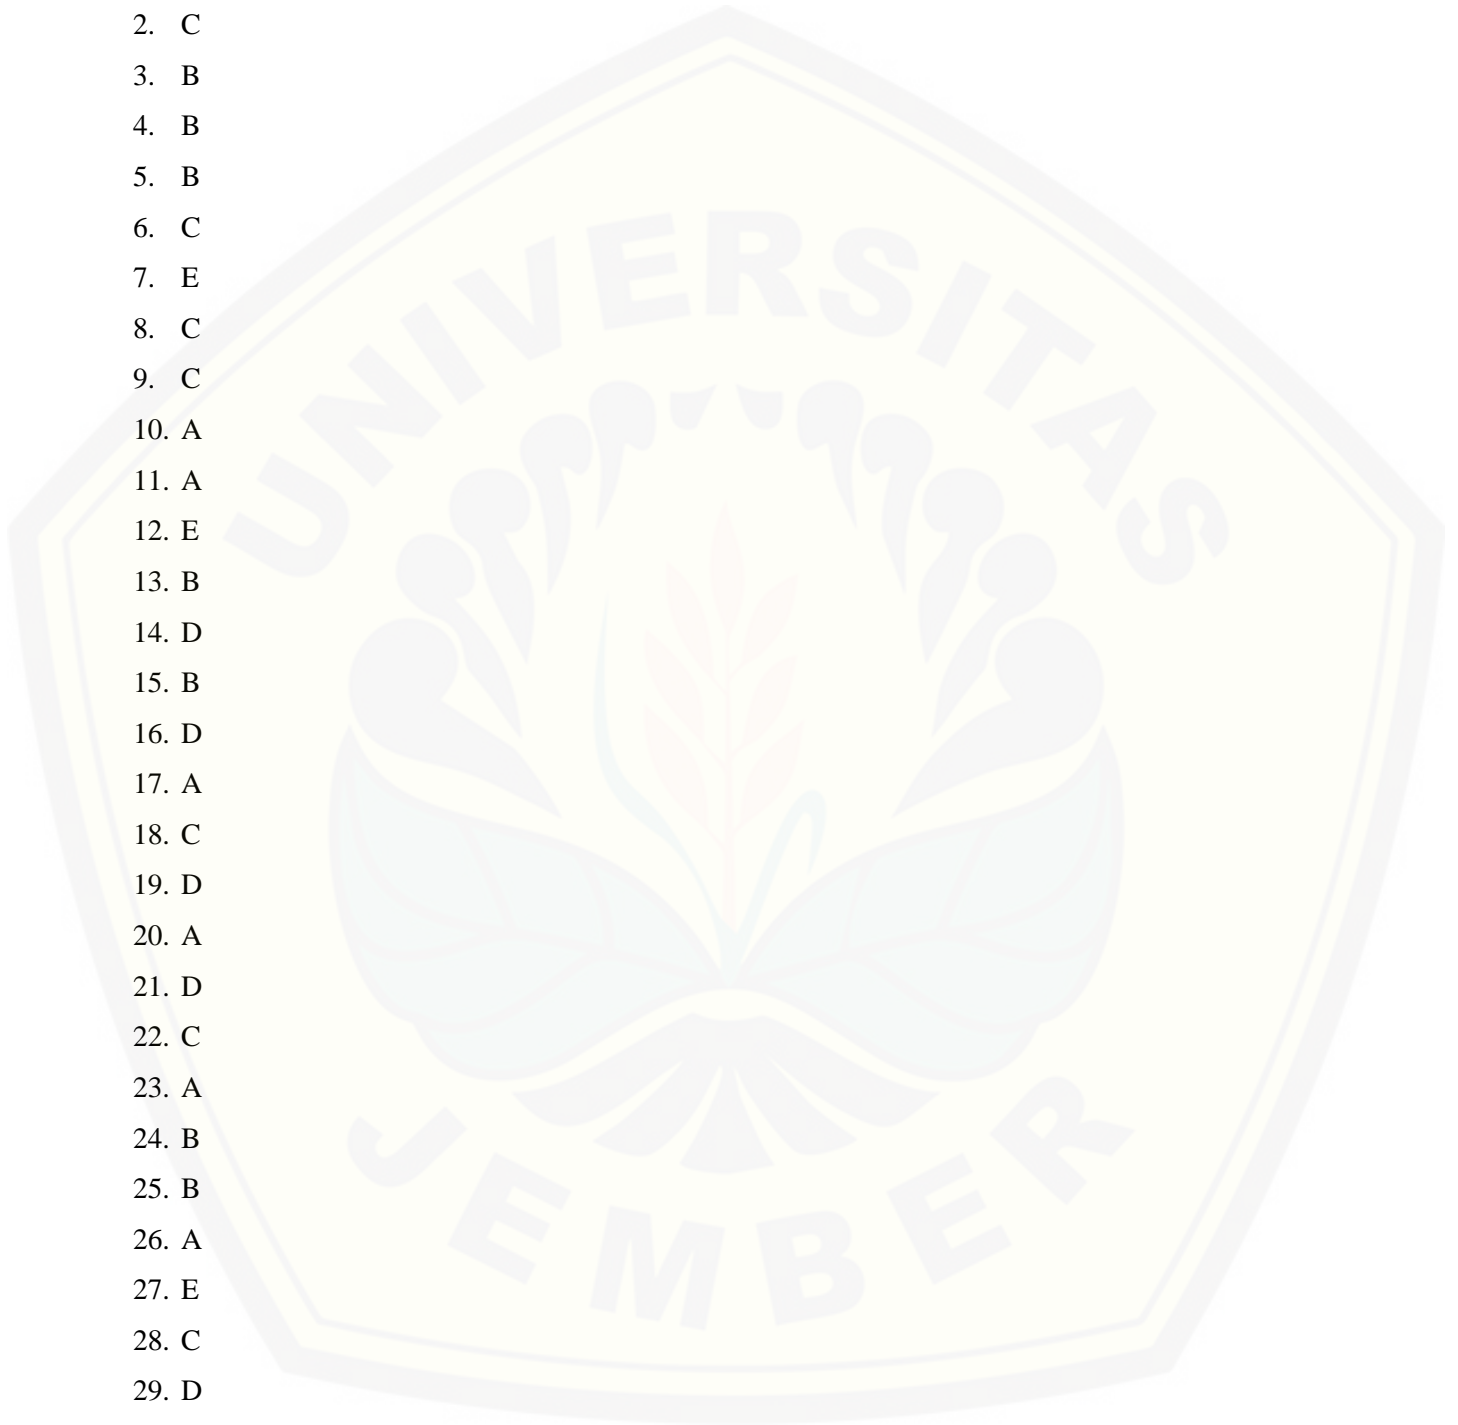 2. C
3. B
4. B
5. B
6. C
7. E
8. C
9. C
10. A
11. A
12. E
13. B
14. D
15. B
16. D
17. A
18. C
19. D
20. A
21. D
22. C
23. A
24. B
25. B
26. A
27. E
28. C
29. D
UNIVERSITAS
JEMBER